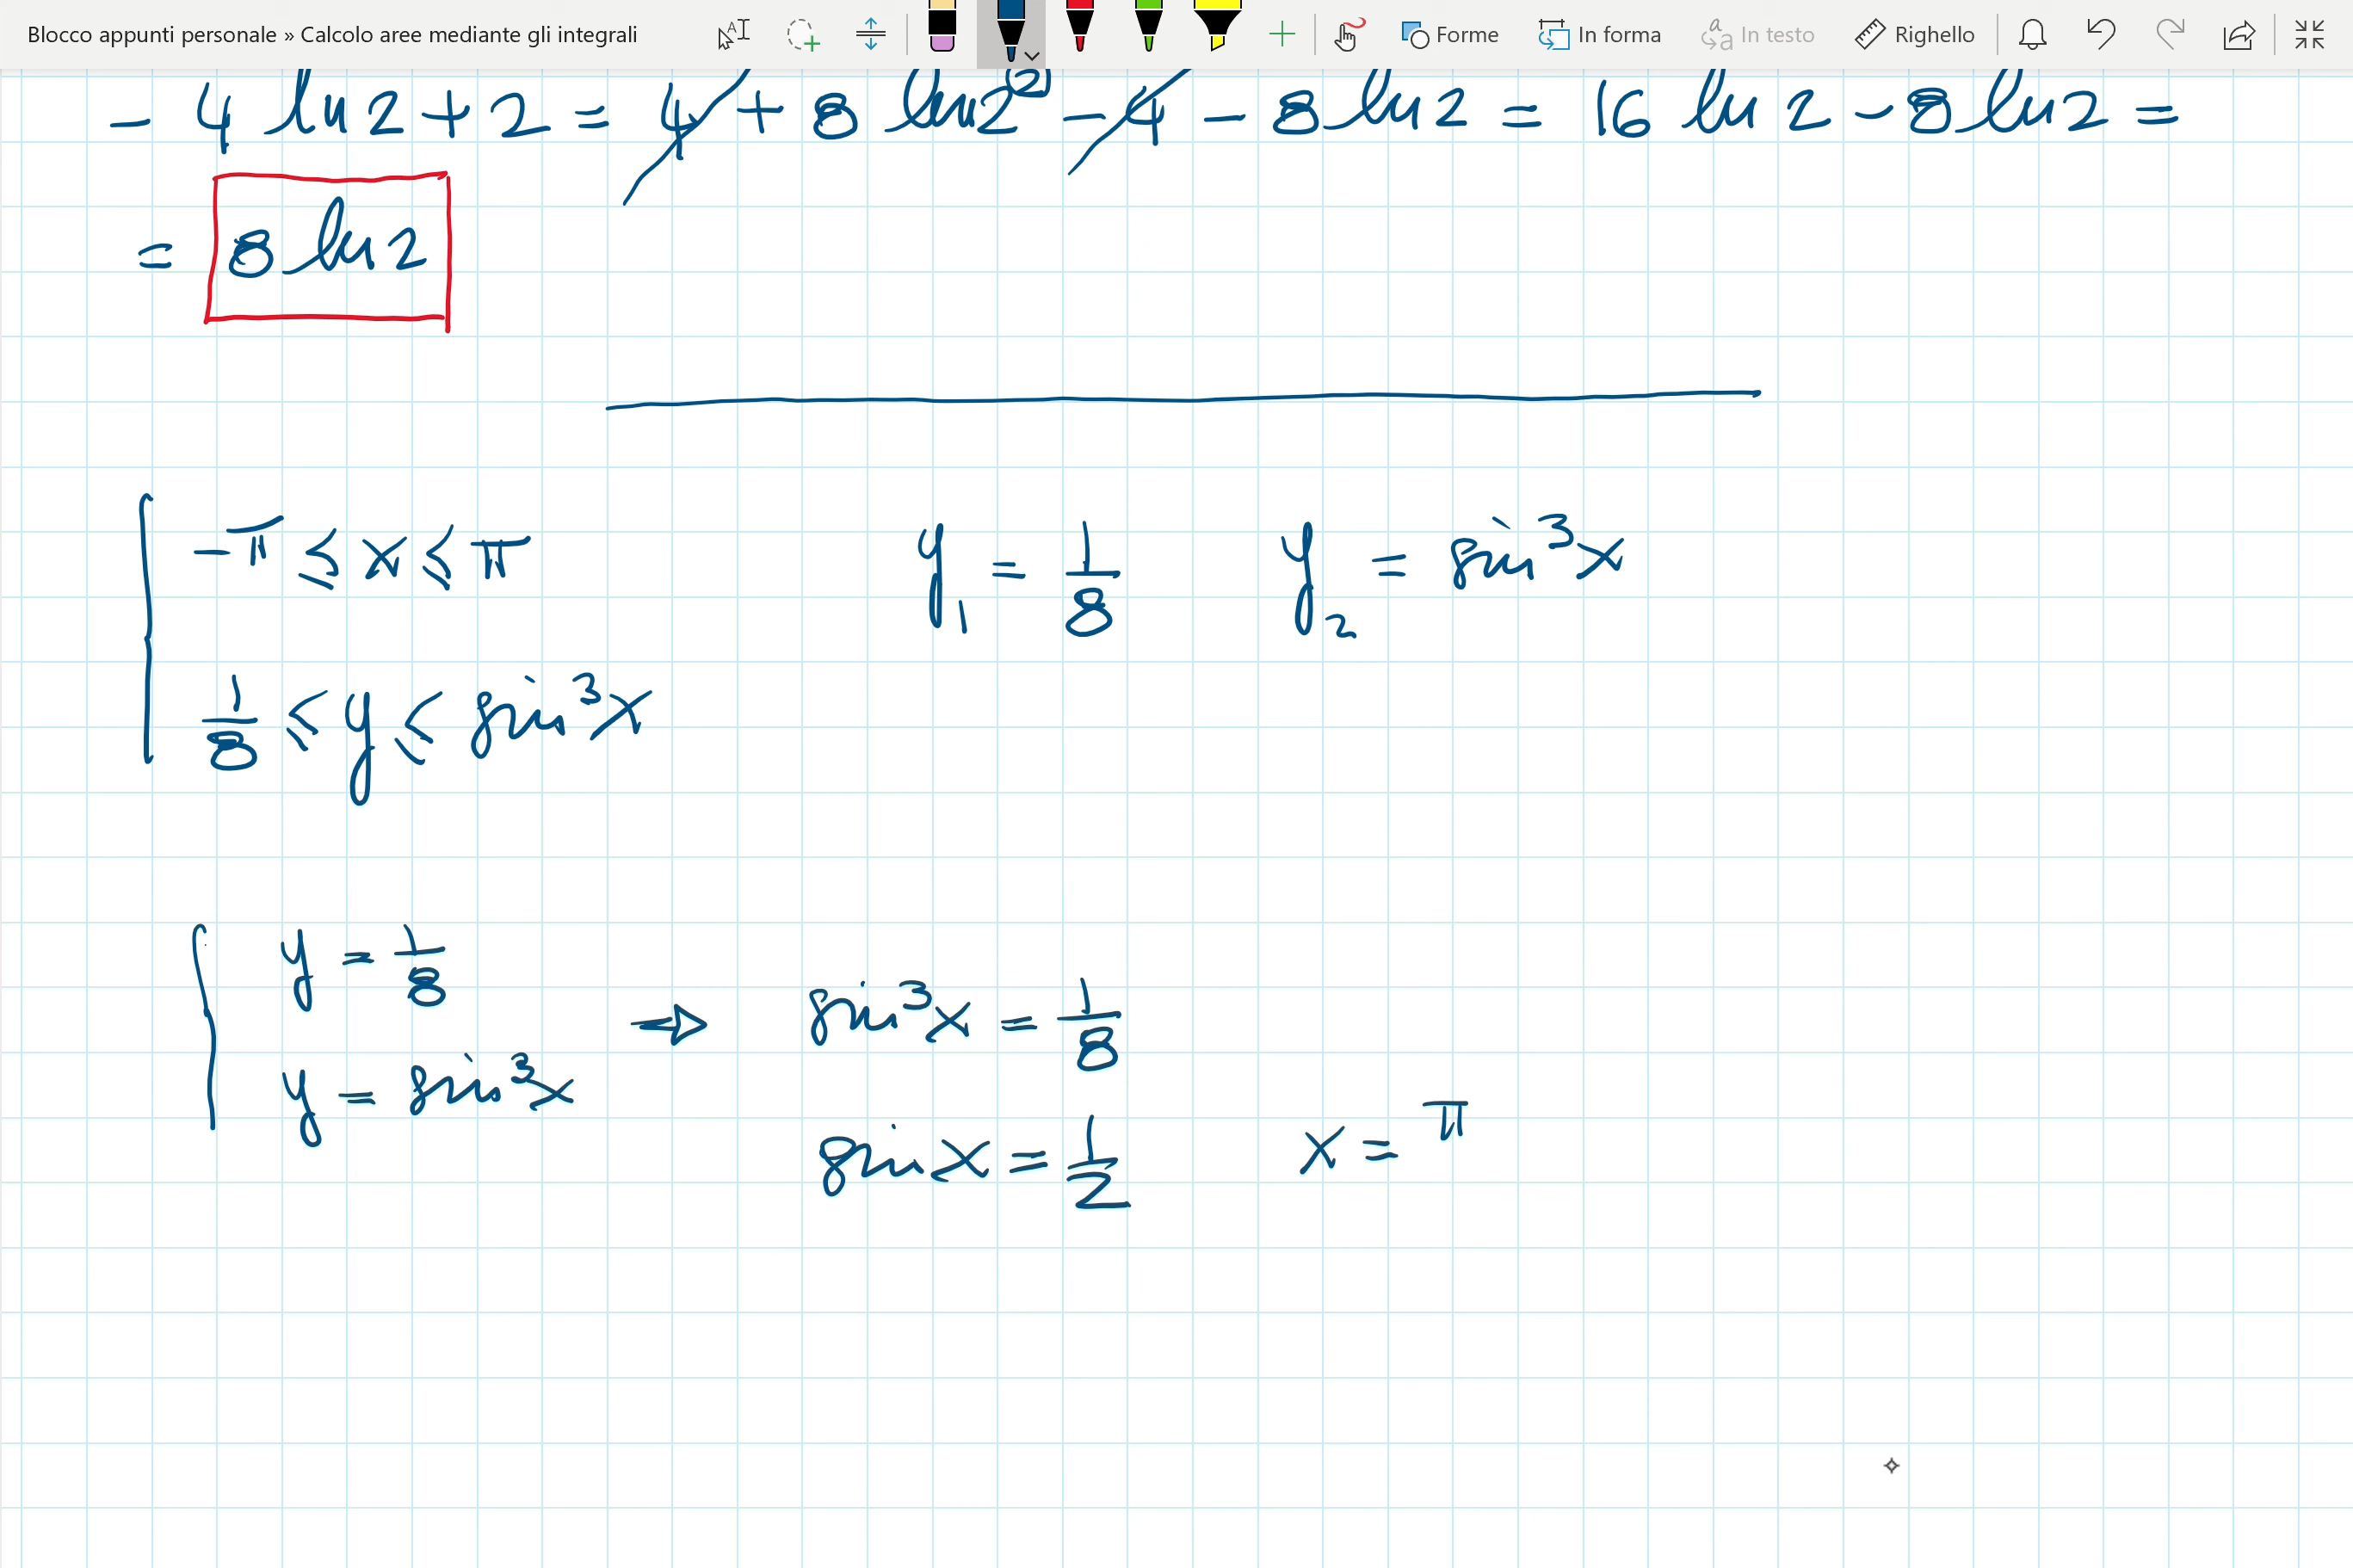 Blocco appunti personale » Calcolo aree mediante gli integrali Forme In forma In testo Righello
- 4 ln 2 + 2 = 4 + 8 ln 2² - 4 - 8 ln 2 = 16 ln 2 - 8 ln 2 =
= 8 ln 2
-π ≤ x ≤ π y₁ = 1/8 y₂ = sin³x
1/8 ≤ y ≤ sin³x
y = 1/8
⇒ sin³x = 1/8
y = sin³x
sin x = 1/2 x = π